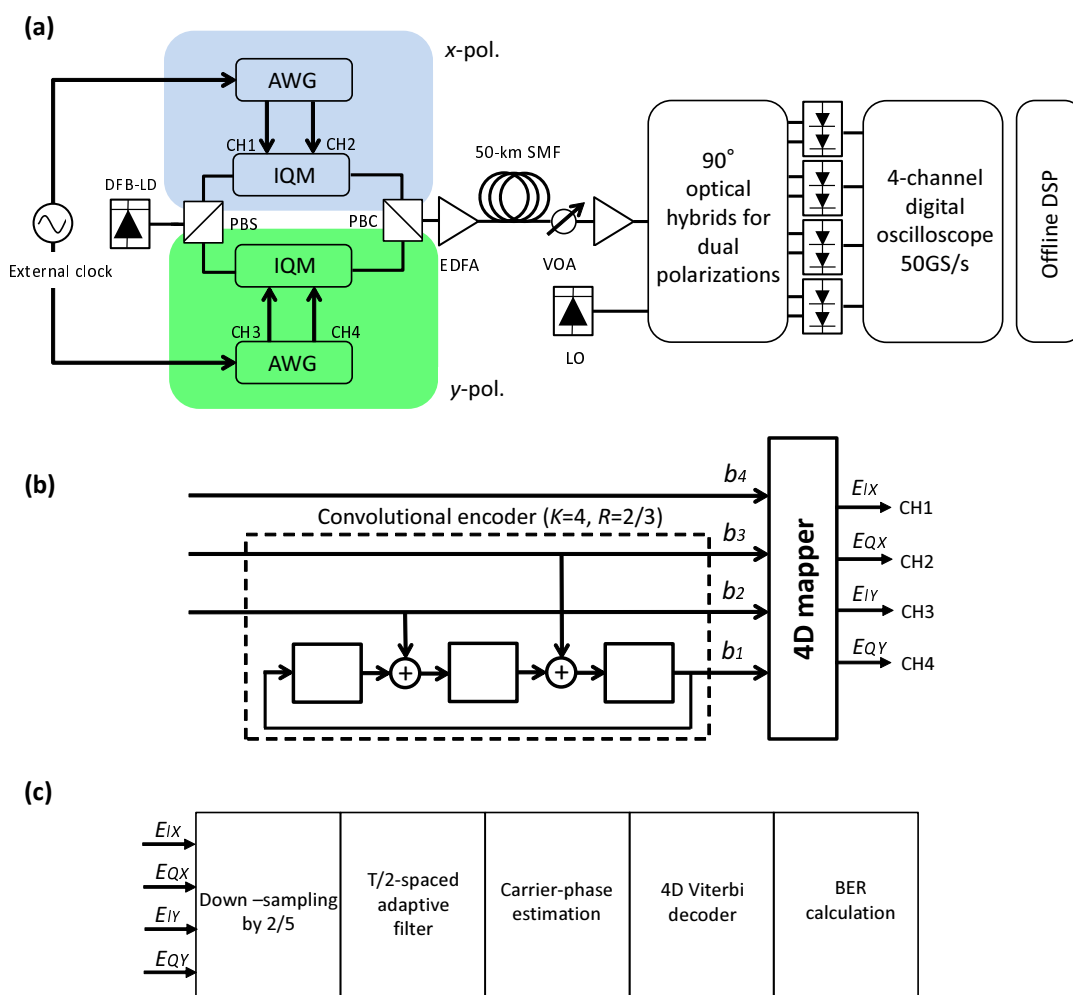 (a)
x-pol.
AWG
CH1
CH2
IQM
DFB-LD
PBS
PBC
External clock
IQM
CH3
CH4
AWG
y-pol.
EDFA
50-km SMF
VOA
LO
90°
optical
hybrids for
dual
polarizations
4-channel
digital
oscilloscope
50GS/s
Offline DSP
(b)
Convolutional encoder (K=4, R=2/3)
b4
b3
b2
b1
+
+
4D mapper
EIX
CH1
EQX
CH2
EIY
CH3
EQY
CH4
(c)
EIX
EQX
EIY
EQY
Down –sampling
by 2/5
T/2-spaced
adaptive
filter
Carrier-phase
estimation
4D Viterbi
decoder
BER
calculation